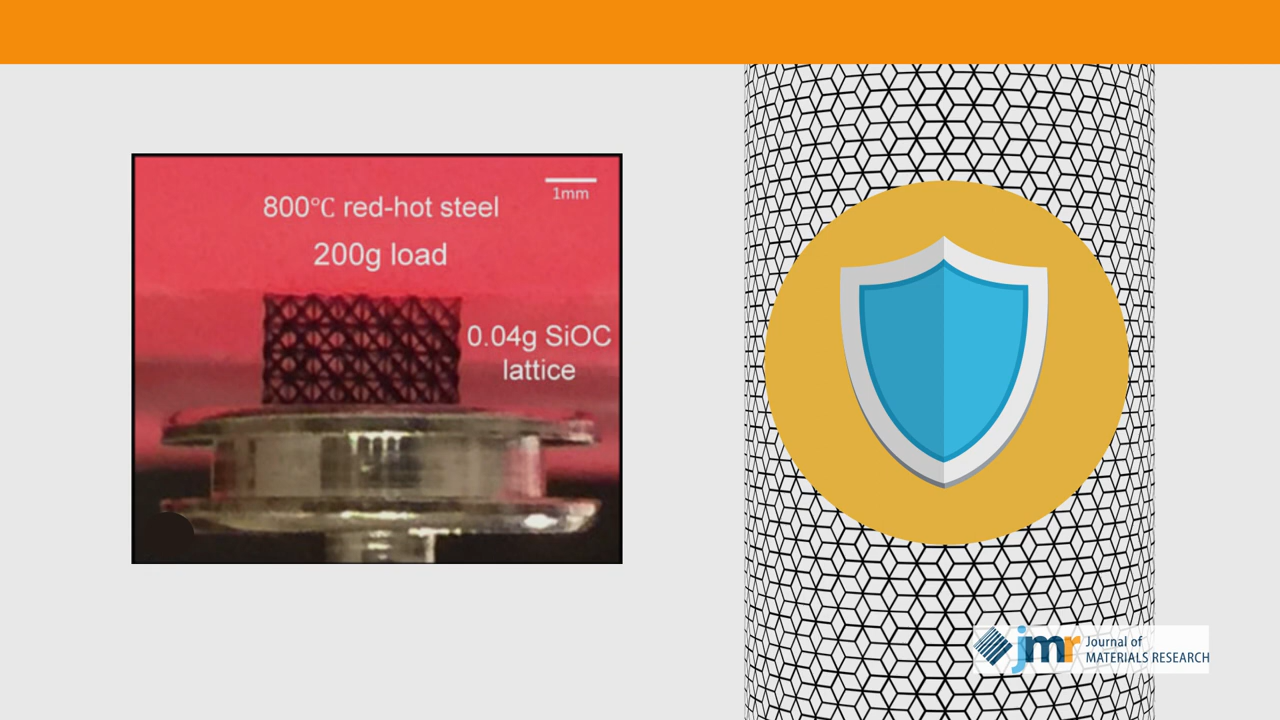 1mm
800℃ red-hot steel
200g load
0.04g SiOC
lattice
jmr
Journal of
MATERIALS RESEARCH